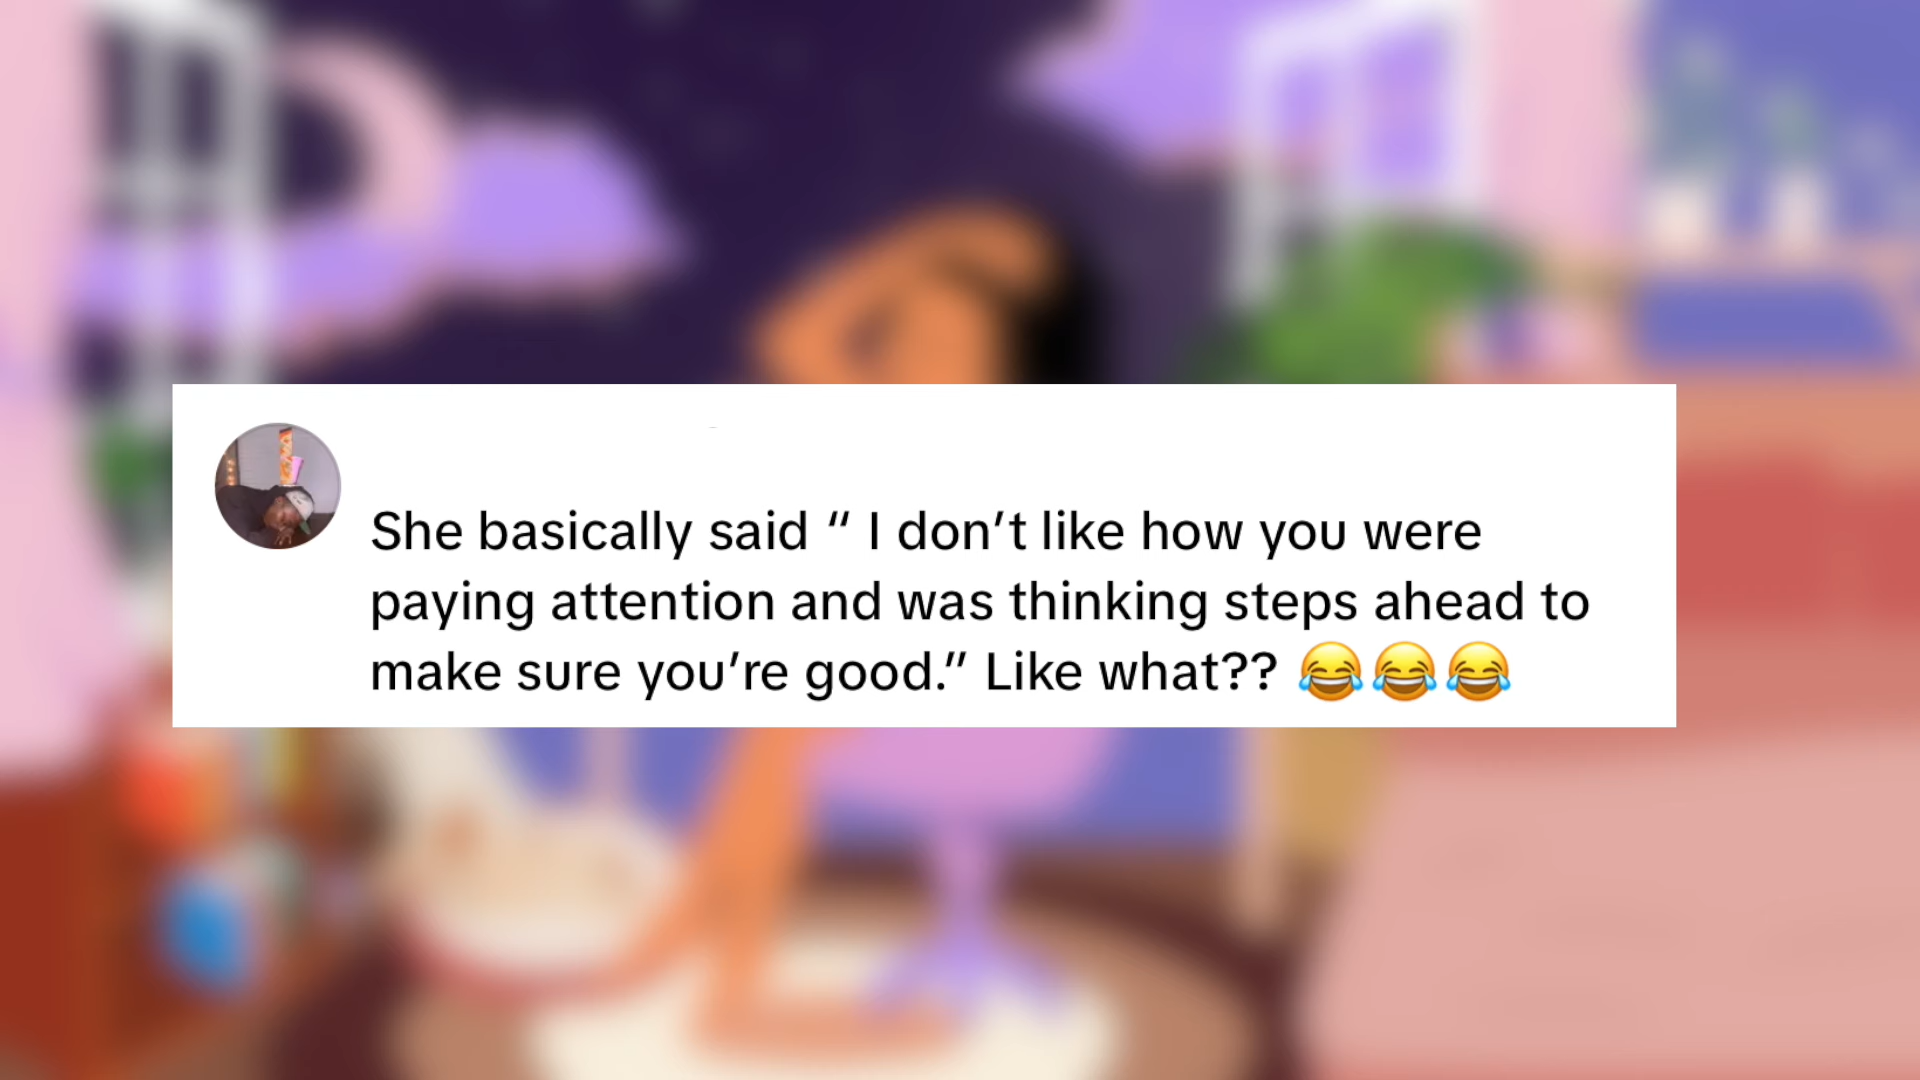 She basically said “ I don’t like how you were
paying attention and was thinking steps ahead to
make sure you’re good.” Like what?? 😂😂😂